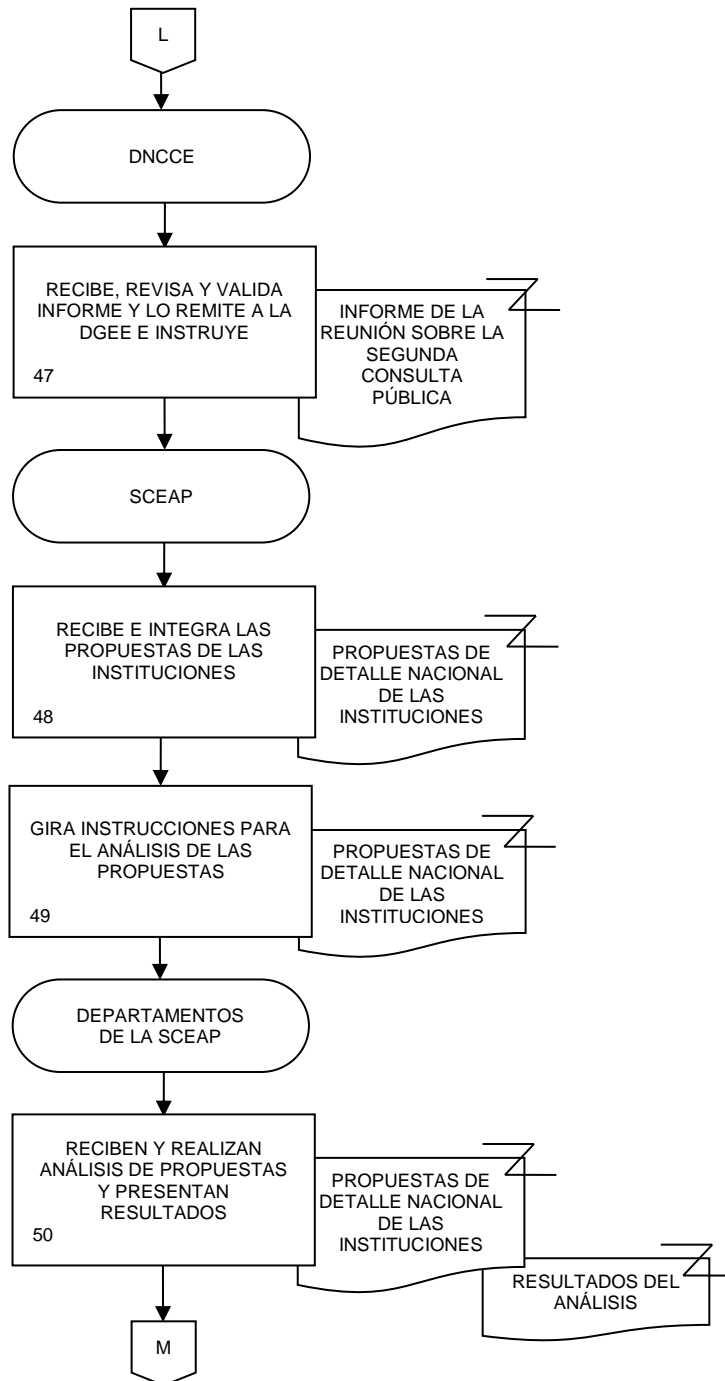 L
DNCCE
RECIBE, REVISA Y VALIDA
INFORME Y LO REMITE A LA
DGEE E INSTRUYE
47
INFORME DE LA
REUNIÓN SOBRE LA
SEGUNDA
CONSULTA
PÚBLICA
SCEAP
RECIBE E INTEGRA LAS
PROPUESTAS DE LAS
INSTITUCIONES
48
PROPUESTAS DE
DETALLE NACIONAL
DE LAS
INSTITUCIONES
GIRA INSTRUCCIONES PARA
EL ANÁLISIS DE LAS
PROPUESTAS
49
PROPUESTAS DE
DETALLE NACIONAL
DE LAS
INSTITUCIONES
DEPARTAMENTOS
DE LA SCEAP
RECIBEN Y REALIZAN
ANÁLISIS DE PROPUESTAS
Y PRESENTAN
RESULTADOS
50
PROPUESTAS DE
DETALLE NACIONAL
DE LAS
INSTITUCIONES
RESULTADOS DEL
ANÁLISIS
M